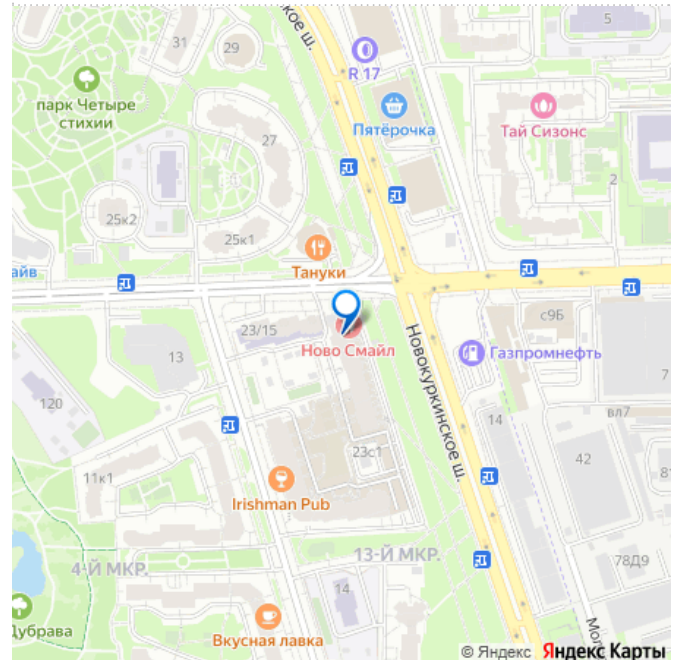 5
31
29
ское ш.
R 17
парк Четыре
стихии
27
Пятёрочка
Тай Сизонс
2
25к2
25к1
айв
Тануки
23/15
с9Б
Ново Смайл
13
Новокуркинское ш.
Газпромнефть
7
120
14
вл7
23с1
42
11к1
Irishman Pub
13-Й МКР.
4-Й МКР.
78Д9
14
Дубрава
Вкусная лавка
© Яндекс Яндекс Карты